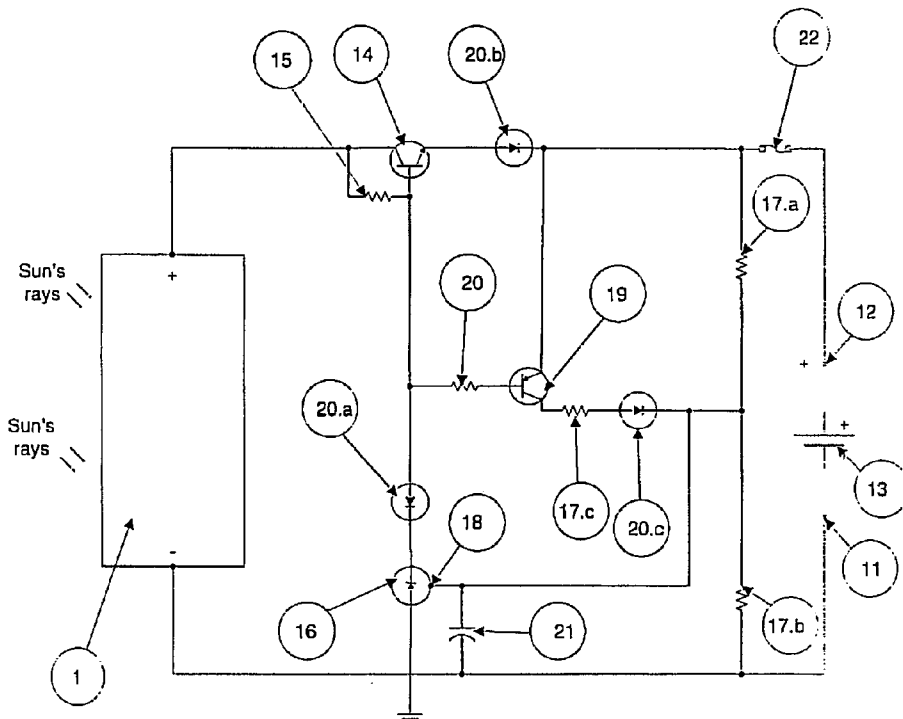 22
14
20.b
15
17.a
Sun's
rays
+
20
19
12
+
20.a
Sun's
rays
+
18
17.c
20.c
13
-
11
16
21
17.b
1